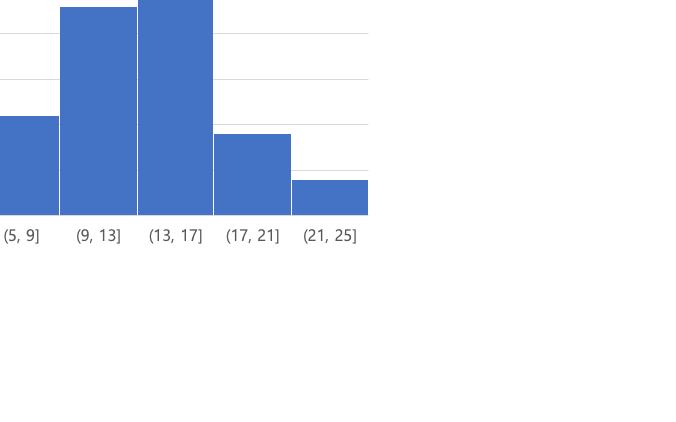 (5, 9] (9, 13] (13, 17] (17, 21] (21, 25]